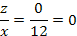 z/x = 0/12 = 0